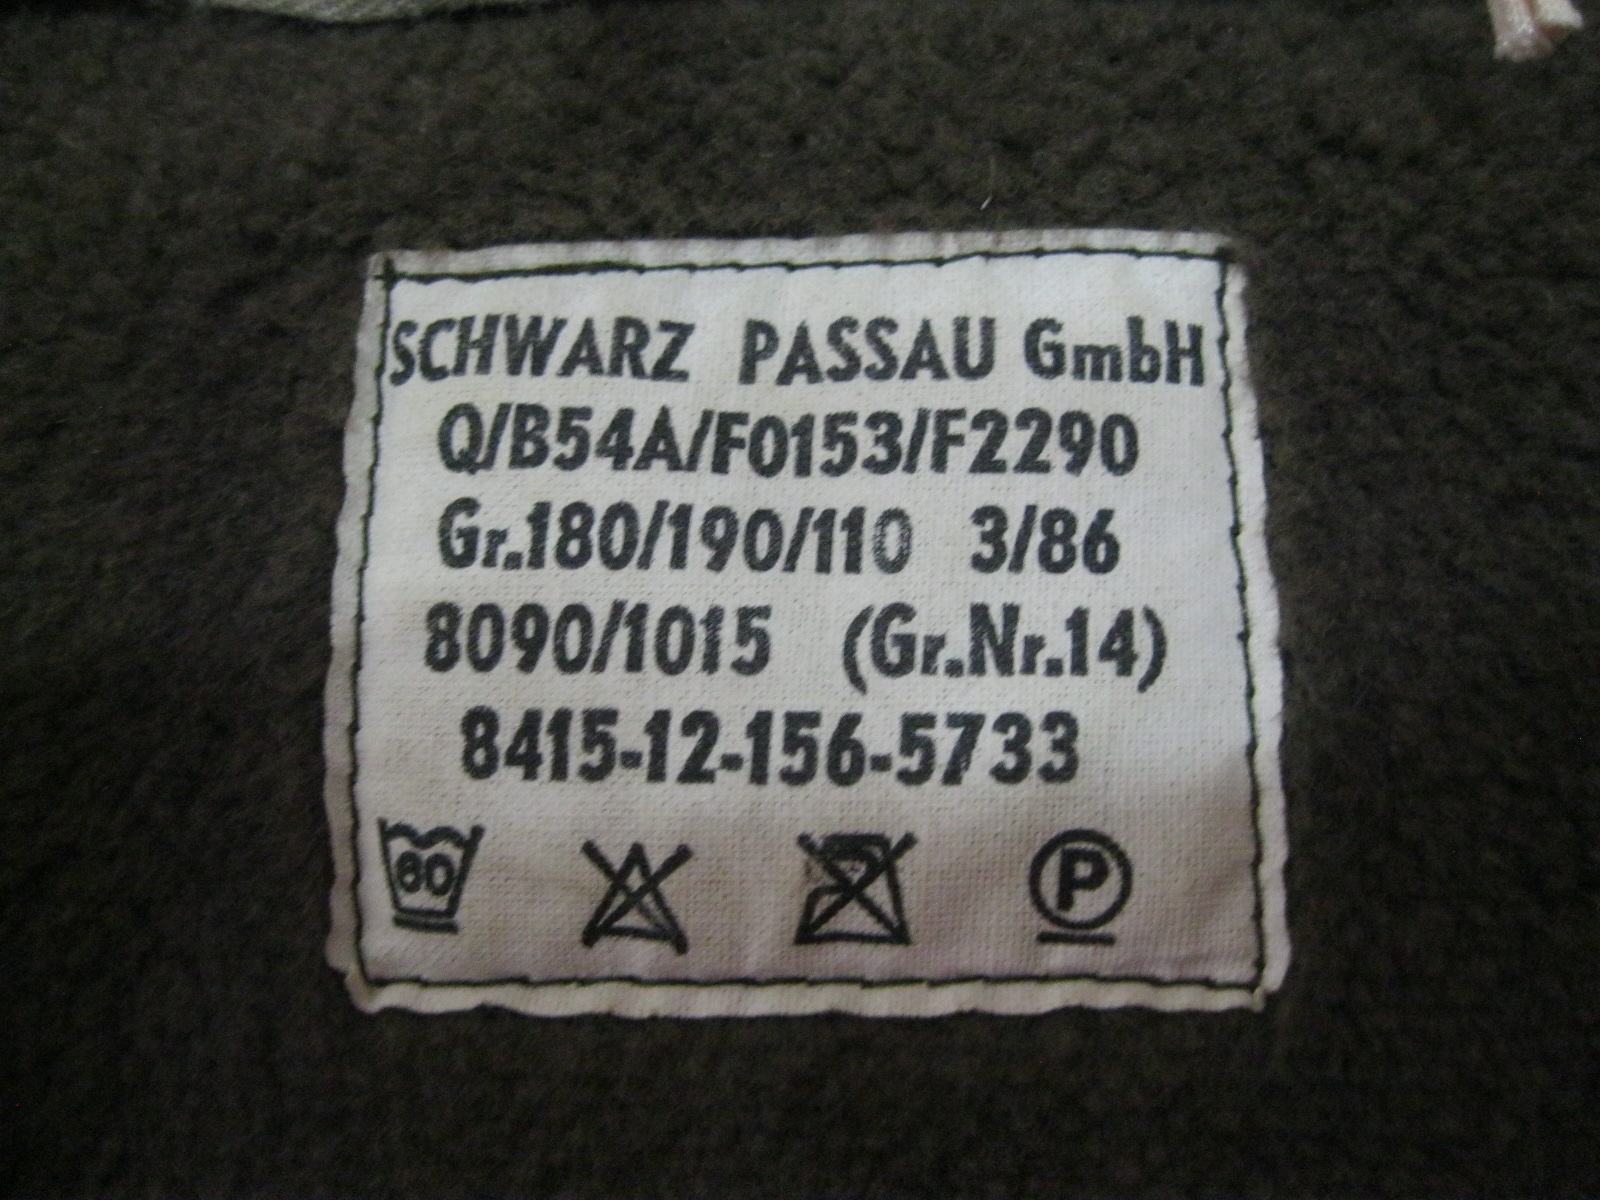 SCHWARZ PASSAU GmbH
Q/B54A/F0153/F2290
Gr.180/190/110 3/86
8090/1015 (Gr.Nr.14)
8415-12-156-5733
60 P